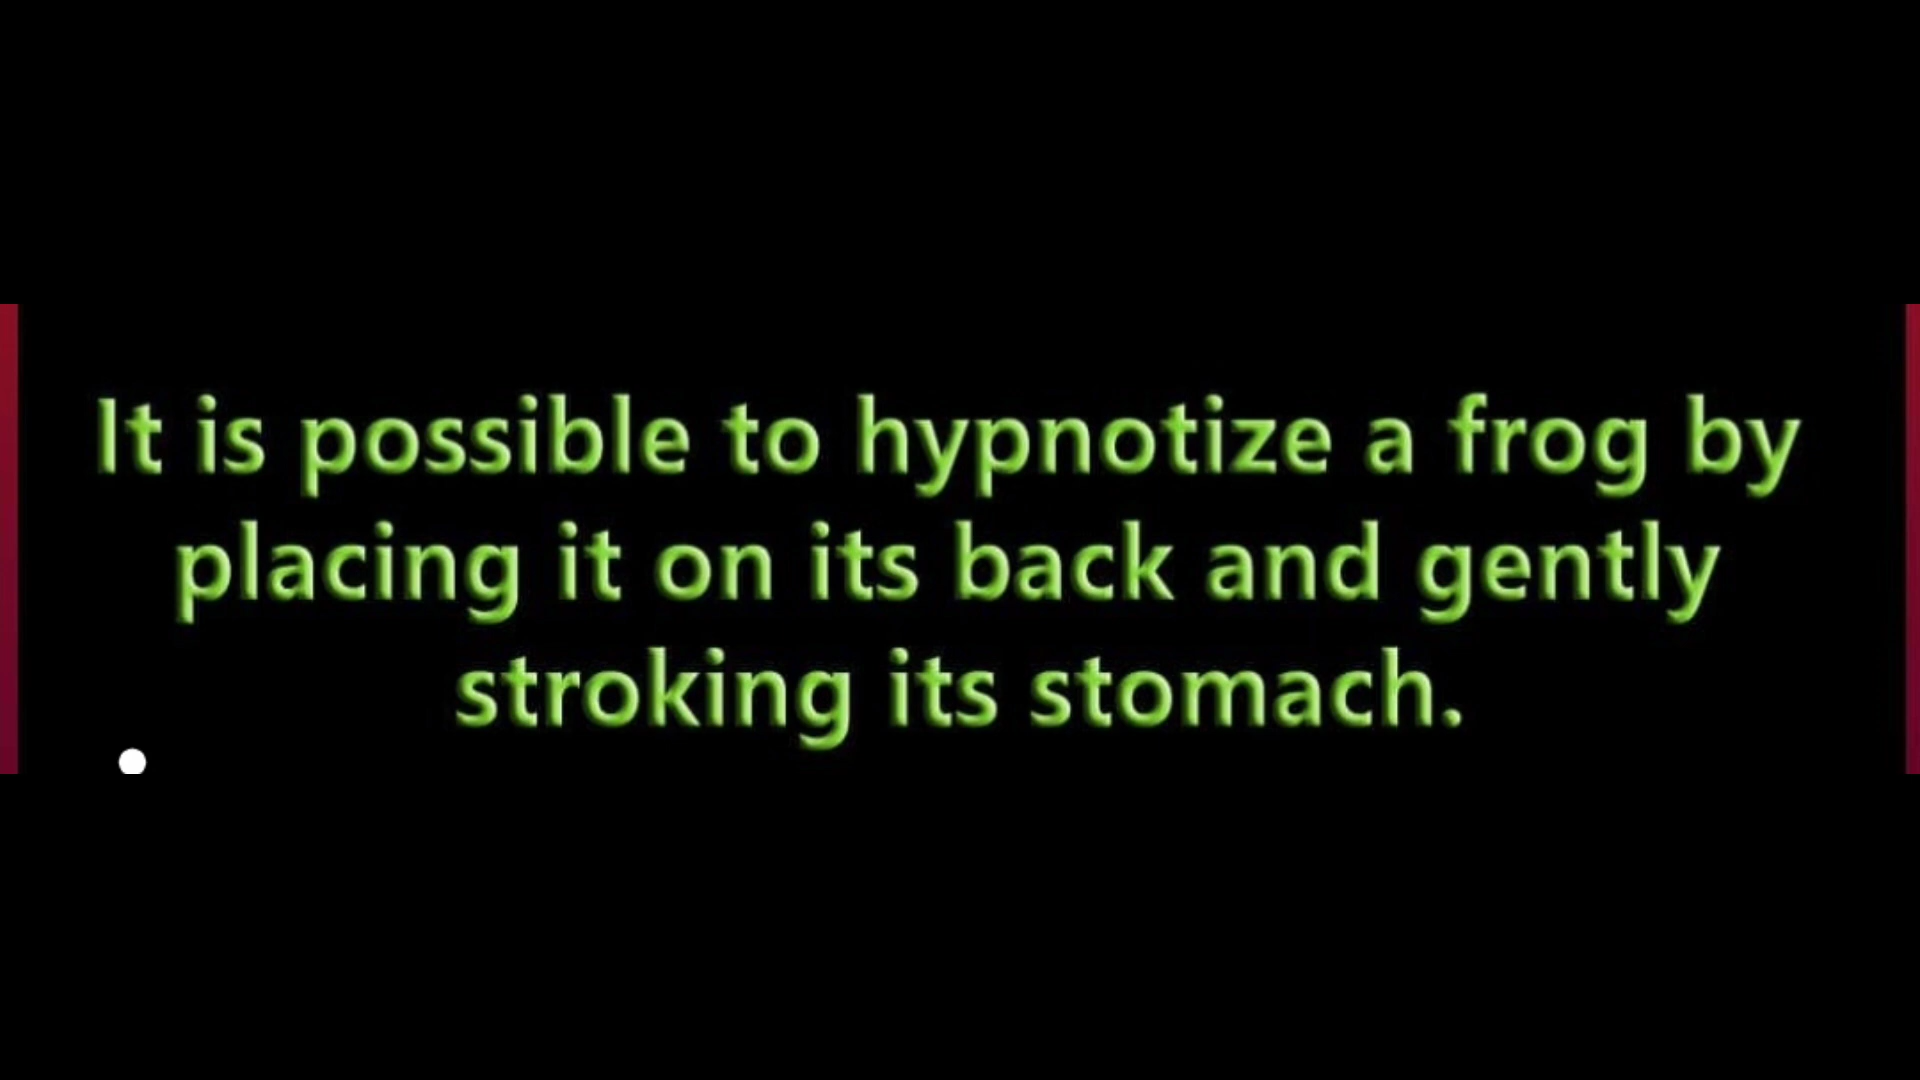 It is possible to hypnotize a frog by
placing it on its back and gently
stroking its stomach.